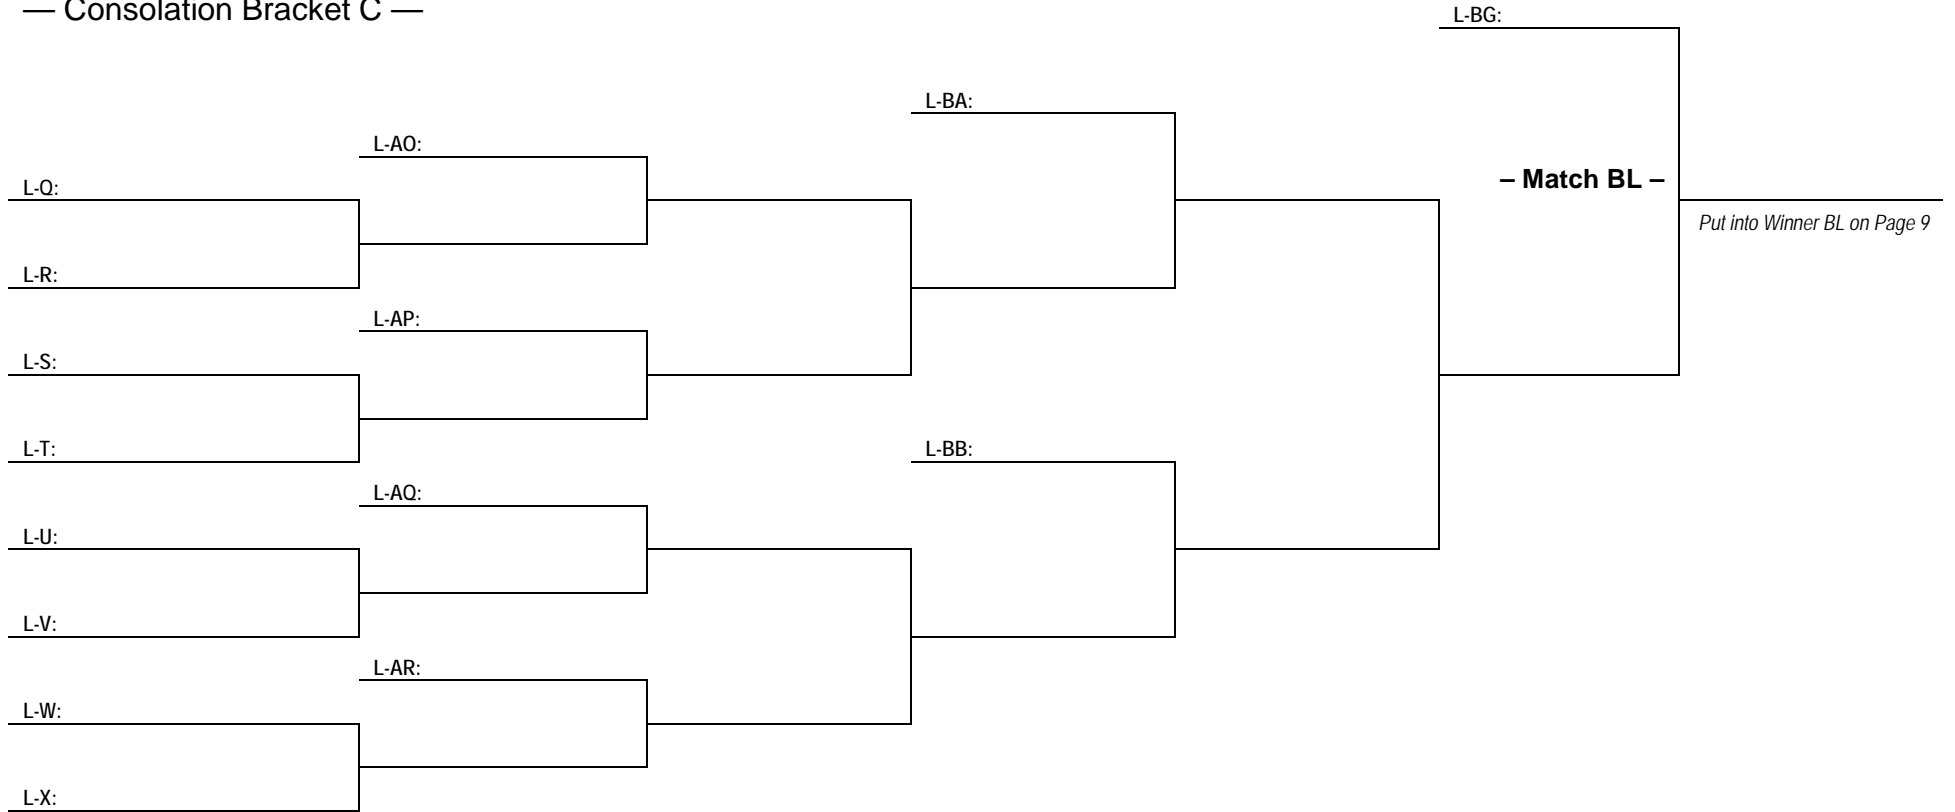 — Consolation Bracket C —
L-BG:
L-BA:
L-AO:
L-Q:
– Match BL –
Put into Winner BL on Page 9
L-R:
L-AP:
L-S:
L-T:
L-BB:
L-AQ:
L-U:
L-V:
L-AR:
L-W:
L-X: